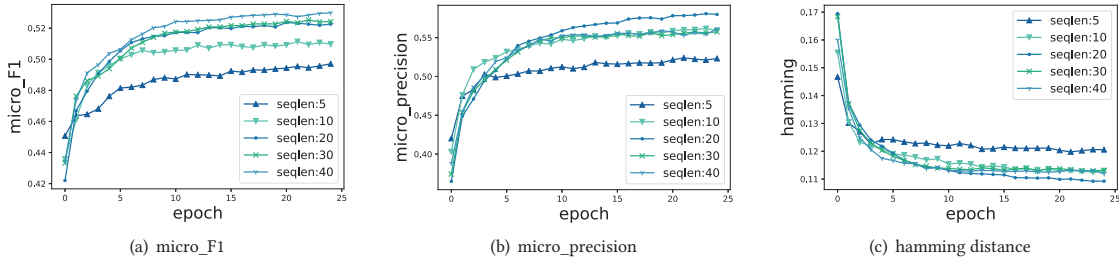 0.52
0.50
0.48
0.46
0.44
0.42
micro_F1
seqlen:5
seqlen:10
seqlen:20
seqlen:30
seqlen:40
0 5 10 15 20 25
epoch
(a) micro_F1
0.55
0.50
0.45
0.40
micro_precision
seqlen:5
seqlen:10
seqlen:20
seqlen:30
seqlen:40
0 5 10 15 20 25
epoch
(b) micro_precision
0.17
0.16
0.15
0.14
0.13
0.12
0.11
hamming
seqlen:5
seqlen:10
seqlen:20
seqlen:30
seqlen:40
0 5 10 15 20 25
epoch
(c) hamming distance